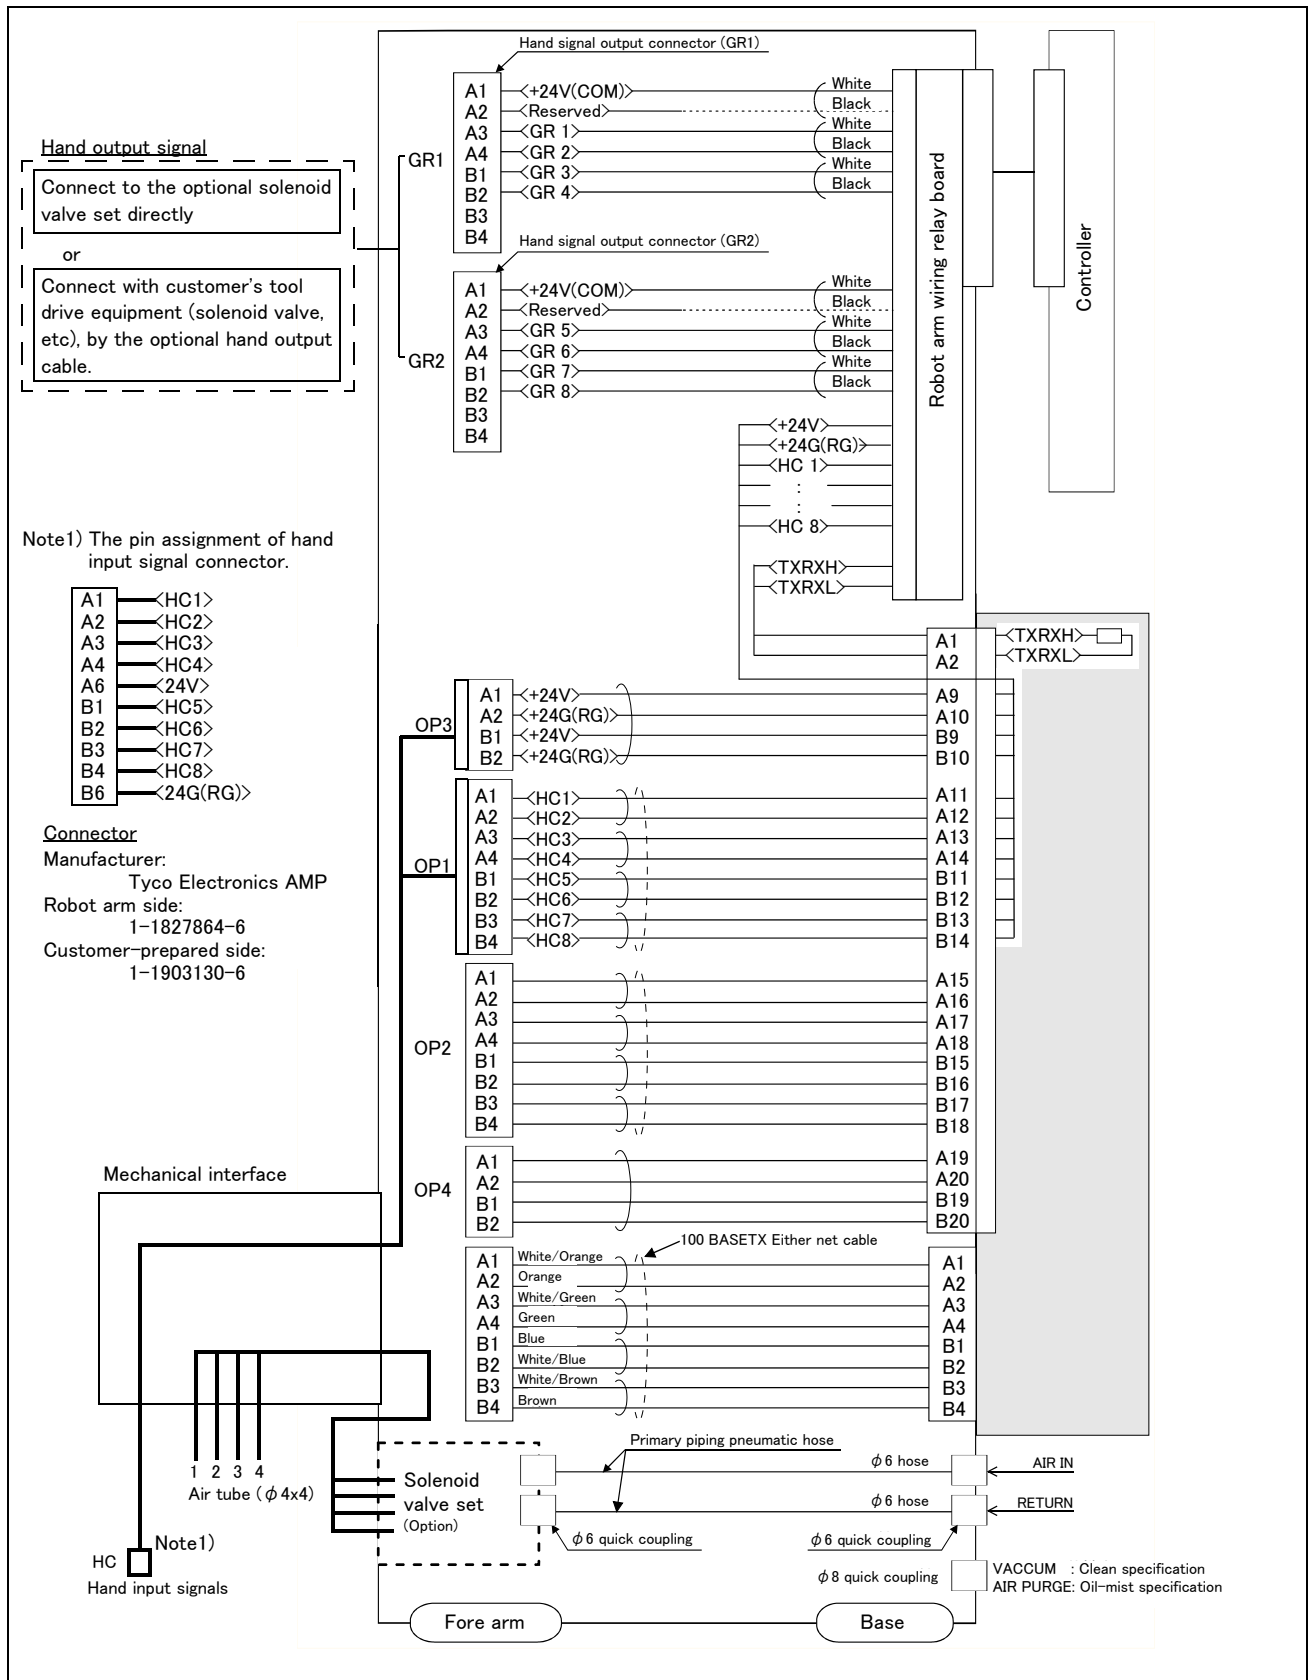 Hand signal output connector (GR1)
A1 <+24V(COM)> White
A2 <Reserved> Black
A3 <GR 1> White
A4 <GR 2> Black
B1 <GR 3> White
B2 <GR 4> Black
B3
B4
GR1
Hand output signal
Connect to the optional solenoid
valve set directly
or
Connect with customer's tool
drive equipment (solenoid valve,
etc), by the optional hand output
cable.
Hand signal output connector (GR2)
A1 <+24V(COM)> White
A2 <Reserved> Black
A3 <GR 5> White
A4 <GR 6> Black
B1 <GR 7> White
B2 <GR 8> Black
B3
B4
GR2
Robot arm wiring relay board
Controller
<+24V>
<+24G(RG)>
<HC 1>
:
:
<HC 8>
<TXRXH>
<TXRXL>
Note1) The pin assignment of hand
input signal connector.
A1 <HC1>
A2 <HC2>
A3 <HC3>
A4 <HC4>
A6 <24V>
B1 <HC5>
B2 <HC6>
B3 <HC7>
B4 <HC8>
B6 <24G(RG)>
Connector
Manufacturer:
Tyco Electronics AMP
Robot arm side:
1-1827864-6
Customer-prepared side:
1-1903130-6
A1 <TXRXH>
A2 <TXRXL>
OP3
A1 <+24V> A9
A2 <+24G(RG)> A10
B1 <+24V> B9
B2 <+24G(RG)> B10
OP1
A1 <HC1> A11
A2 <HC2> A12
A3 <HC3> A13
A4 <HC4> A14
B1 <HC5> B11
B2 <HC6> B12
B3 <HC7> B13
B4 <HC8> B14
OP2
A1 A15
A2 A16
A3 A17
A4 A18
B1 B15
B2 B16
B3 B17
B4 B18
OP4
A1 A19
A2 A20
B1 B19
B2 B20
100 BASETX Either net cable
A1 White/Orange A1
A2 Orange A2
A3 White/Green A3
A4 Green A4
B1 Blue B1
B2 White/Blue B2
B3 White/Brown B3
B4 Brown B4
Mechanical interface
1 2 3 4
Air tube (φ4x4)
Note1)
HC
Hand input signals
Solenoid
valve set
(Option)
Primary piping pneumatic hose
φ6 hose
AIR IN
φ6 hose
RETURN
φ6 quick coupling
φ6 quick coupling
φ8 quick coupling
VACCUM : Clean specification
AIR PURGE: Oil-mist specification
Fore arm
Base